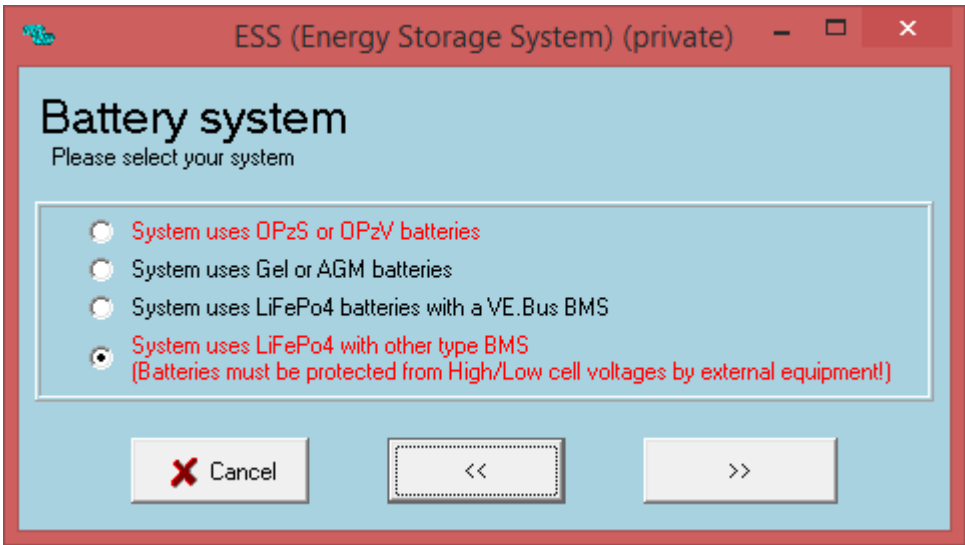 ESS (Energy Storage System) (private)
Battery system
Please select your system
System uses OPzS or OPzV batteries
System uses Gel or AGM batteries
System uses LiFePo4 batteries with a VE.Bus BMS
System uses LiFePo4 with other type BMS
(Batteries must be protected from High/Low cell voltages by external equipment!)
Cancel
<<
>>